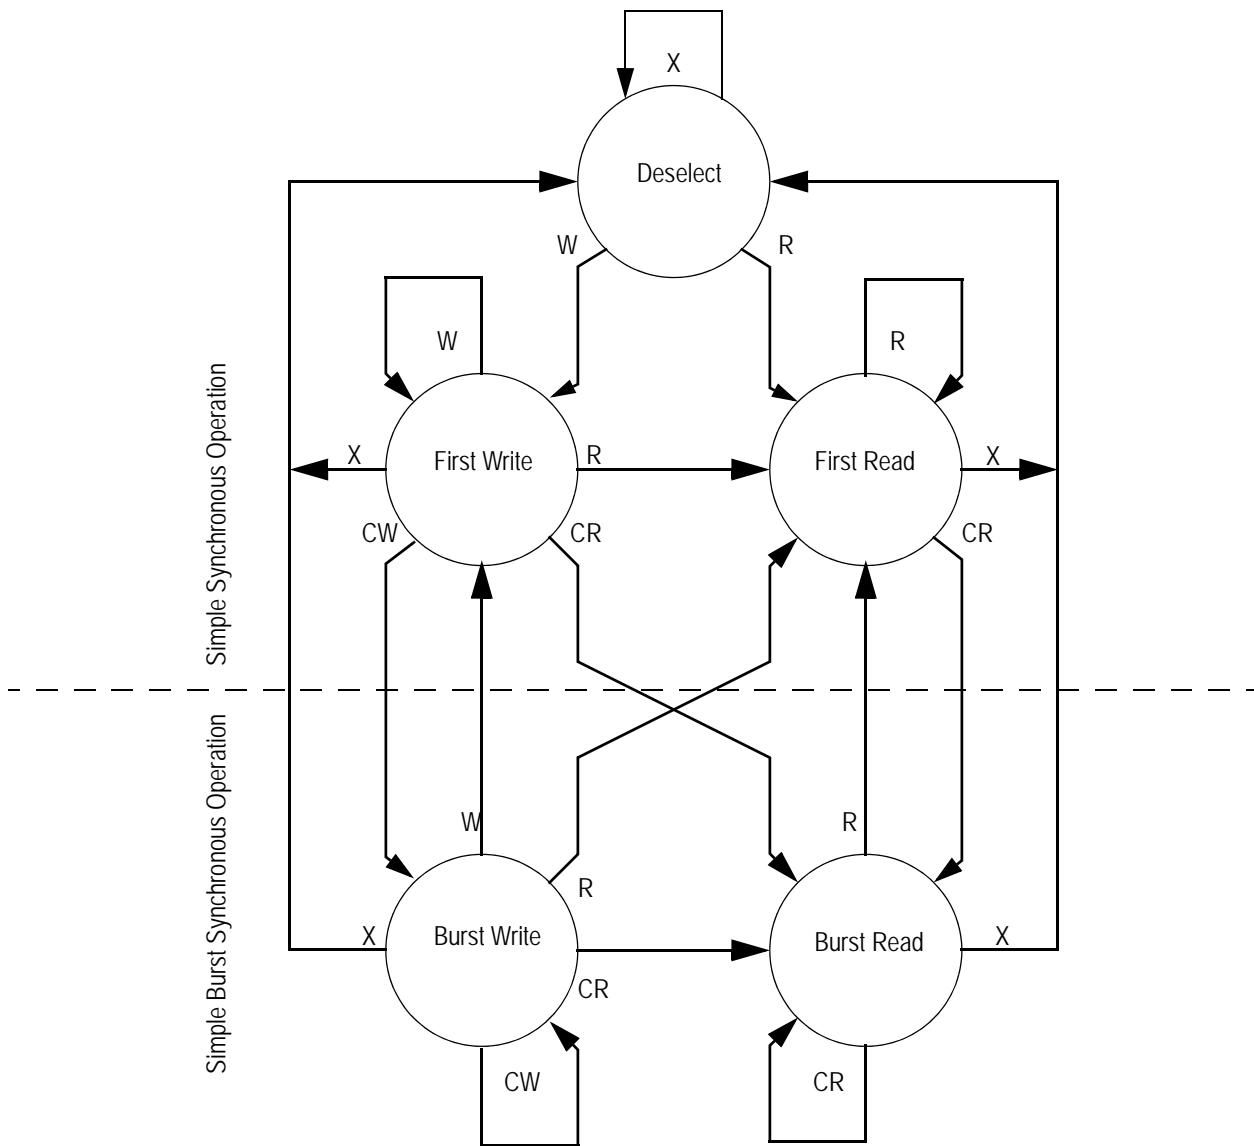 X
Deselect
W
R
W
R
Simple Synchronous Operation
X
First Write
R
First Read
X
CW
CR
CR
Simple Burst Synchronous Operation
W
R
R
X
Burst Write
Burst Read
X
CR
CW
CR